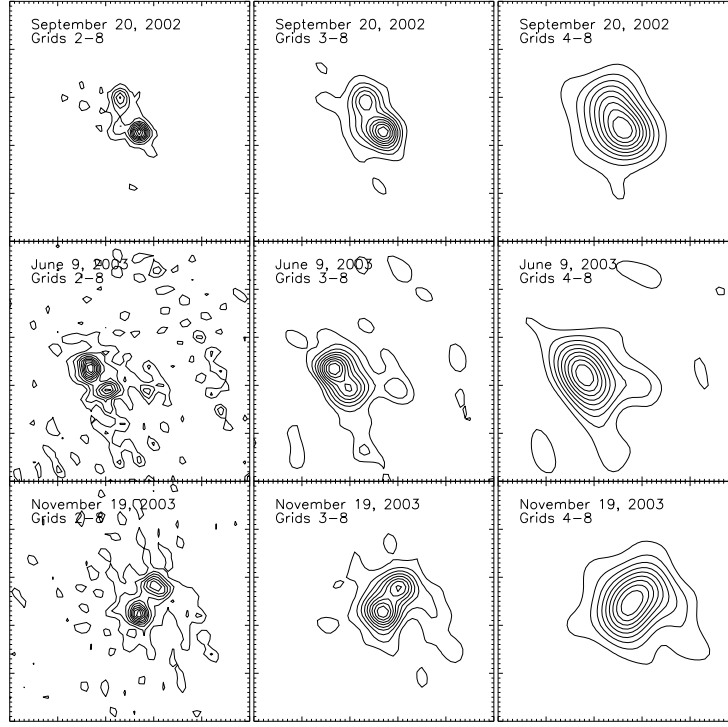 September 20, 2002
Grids 2-8
September 20, 2002
Grids 3-8
September 20, 2002
Grids 4-8
June 9, 2003
Grids 2-8
June 9, 2003
Grids 3-8
June 9, 2003
Grids 4-8
November 19, 2003
Grids 2-8
November 19, 2003
Grids 3-8
November 19, 2003
Grids 4-8